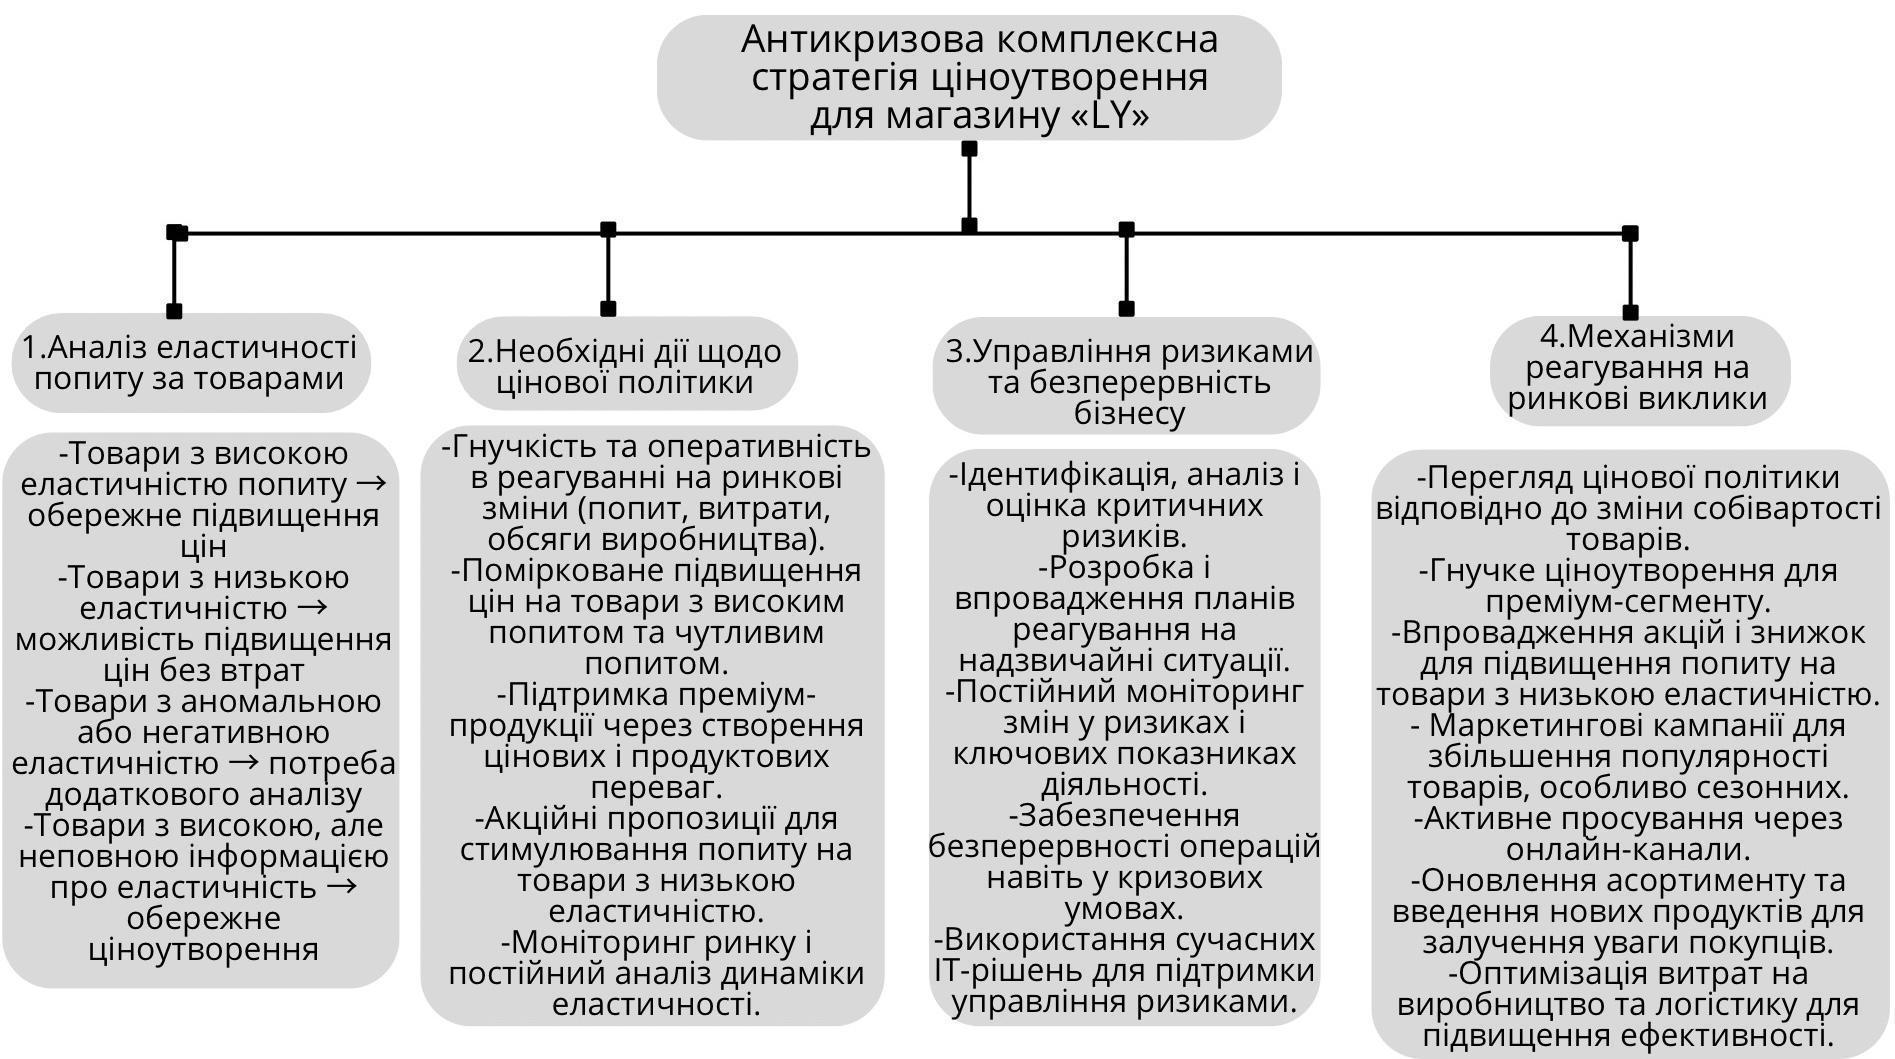 Антикризова комплексна
стратегія ціноутворення
для магазину «LY»
1.Аналіз еластичності
попиту за товарами
-Товари з високою
еластичністю попиту →
обережне підвищення
цін
-Товари з низькою
еластичністю →
можливість підвищення
цін без втрат
-Товари з аномальною
або негативною
еластичністю → потреба
додаткового аналізу
-Товари з високою, але
неповною інформацією
про еластичність →
обережне
ціноутворення
2.Необхідні дії щодо
цінової політики
-Гнучкість та оперативність
в реагуванні на ринкові
зміни (попит, витрати,
обсяги виробництва).
-Помірковане підвищення
цін на товари з високим
попитом та чутливим
попитом.
-Підтримка преміум-
продукції через створення
цінових і продуктових
переваг.
-Акційні пропозиції для
стимулювання попиту на
товари з низькою
еластичністю.
-Моніторинг ринку і
постійний аналіз динаміки
еластичності.
3.Управління ризиками
та безперервність
бізнесу
-Ідентифікація, аналіз і
оцінка критичних
ризиків.
-Розробка і
впровадження планів
реагування на
надзвичайні ситуації.
-Постійний моніторинг
змін у ризиках і
ключових показниках
діяльності.
-Забезпечення
безперервності операцій
навіть у кризових
умовах.
-Використання сучасних
ІТ-рішень для підтримки
управління ризиками.
4.Механізми
реагування на
ринкові виклики
-Перегляд цінової політики
відповідно до зміни собівартості
товарів.
-Гнучке ціноутворення для
преміум-сегменту.
-Впровадження акцій і знижок
для підвищення попиту на
товари з низькою еластичністю.
- Маркетингові кампанії для
збільшення популярності
товарів, особливо сезонних.
-Активне просування через
онлайн-канали.
-Оновлення асортименту та
введення нових продуктів для
залучення уваги покупців.
-Оптимізація витрат на
виробництво та логістику для
підвищення ефективності.